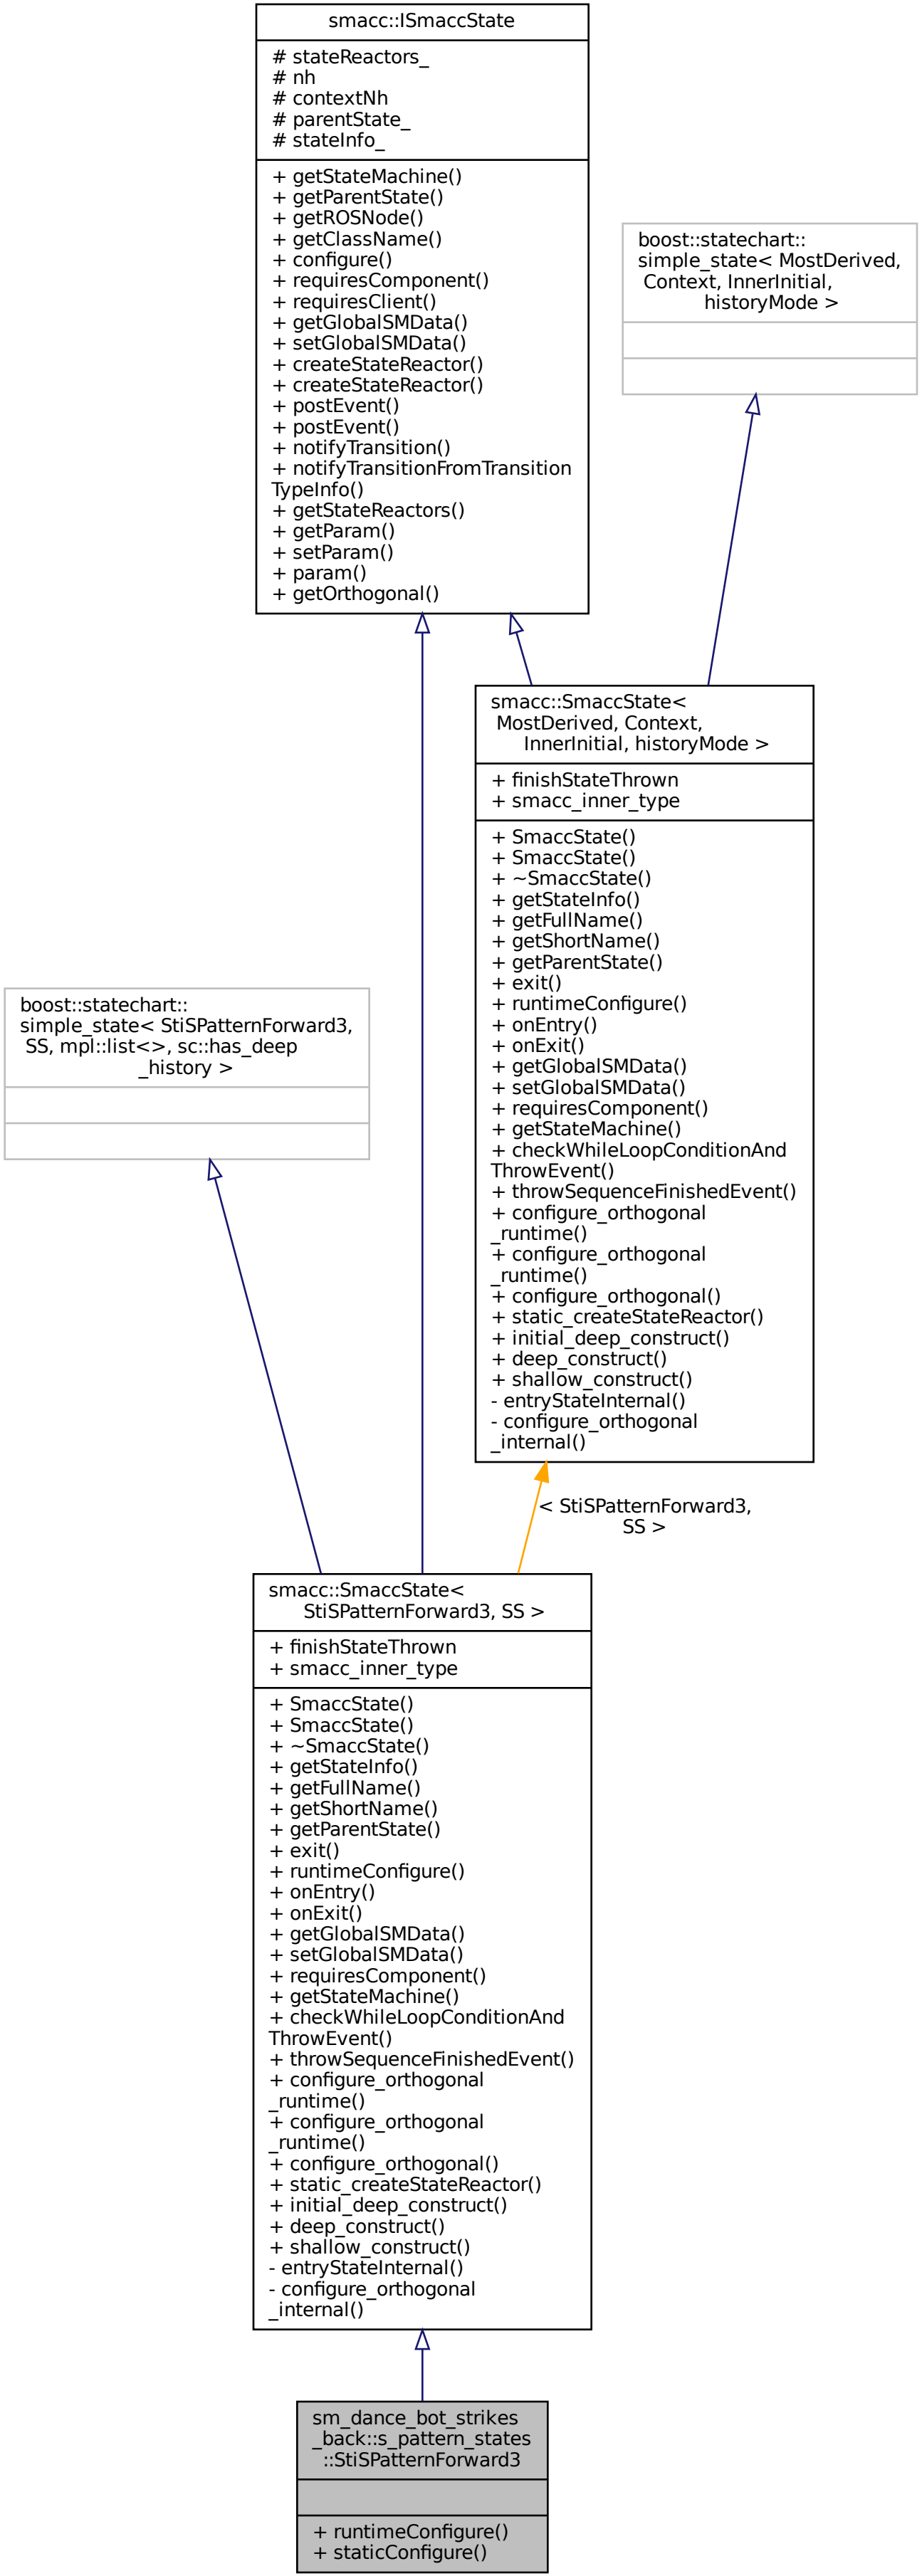 smacc::ISmaccState
# stateReactors_
# nh
# contextNh
# parentState_
# stateInfo_
+ getStateMachine()
+ getParentState()
+ getROSNode()
+ getClassName()
+ configure()
+ requiresComponent()
+ requiresClient()
+ getGlobalSMData()
+ setGlobalSMData()
+ createStateReactor()
+ createStateReactor()
+ postEvent()
+ postEvent()
+ notifyTransition()
+ notifyTransitionFromTransition
TypeInfo()
+ getStateReactors()
+ getParam()
+ setParam()
+ param()
+ getOrthogonal()
boost::statechart::
simple_state< MostDerived,
Context, InnerInitial,
historyMode >
smacc::SmaccState<
MostDerived, Context,
InnerInitial, historyMode >
+ finishStateThrown
+ smacc_inner_type
+ SmaccState()
+ SmaccState()
+ ~SmaccState()
+ getStateInfo()
+ getFullName()
+ getShortName()
+ getParentState()
+ exit()
+ runtimeConfigure()
+ onEntry()
+ onExit()
+ getGlobalSMData()
+ setGlobalSMData()
+ requiresComponent()
+ getStateMachine()
+ checkWhileLoopConditionAnd
ThrowEvent()
+ throwSequenceFinishedEvent()
+ configure_orthogonal
_runtime()
+ configure_orthogonal
_runtime()
+ configure_orthogonal()
+ static_createStateReactor()
+ initial_deep_construct()
+ deep_construct()
+ shallow_construct()
- entryStateInternal()
- configure_orthogonal
_internal()
boost::statechart::
simple_state< StiSPatternForward3,
SS, mpl::list<>, sc::has_deep
_history >
< StiSPatternForward3,
SS >
smacc::SmaccState<
StiSPatternForward3, SS >
+ finishStateThrown
+ smacc_inner_type
+ SmaccState()
+ SmaccState()
+ ~SmaccState()
+ getStateInfo()
+ getFullName()
+ getShortName()
+ getParentState()
+ exit()
+ runtimeConfigure()
+ onEntry()
+ onExit()
+ getGlobalSMData()
+ setGlobalSMData()
+ requiresComponent()
+ getStateMachine()
+ checkWhileLoopConditionAnd
ThrowEvent()
+ throwSequenceFinishedEvent()
+ configure_orthogonal
_runtime()
+ configure_orthogonal
_runtime()
+ configure_orthogonal()
+ static_createStateReactor()
+ initial_deep_construct()
+ deep_construct()
+ shallow_construct()
- entryStateInternal()
- configure_orthogonal
_internal()
sm_dance_bot_strikes
_back::s_pattern_states
::StiSPatternForward3
+ runtimeConfigure()
+ staticConfigure()